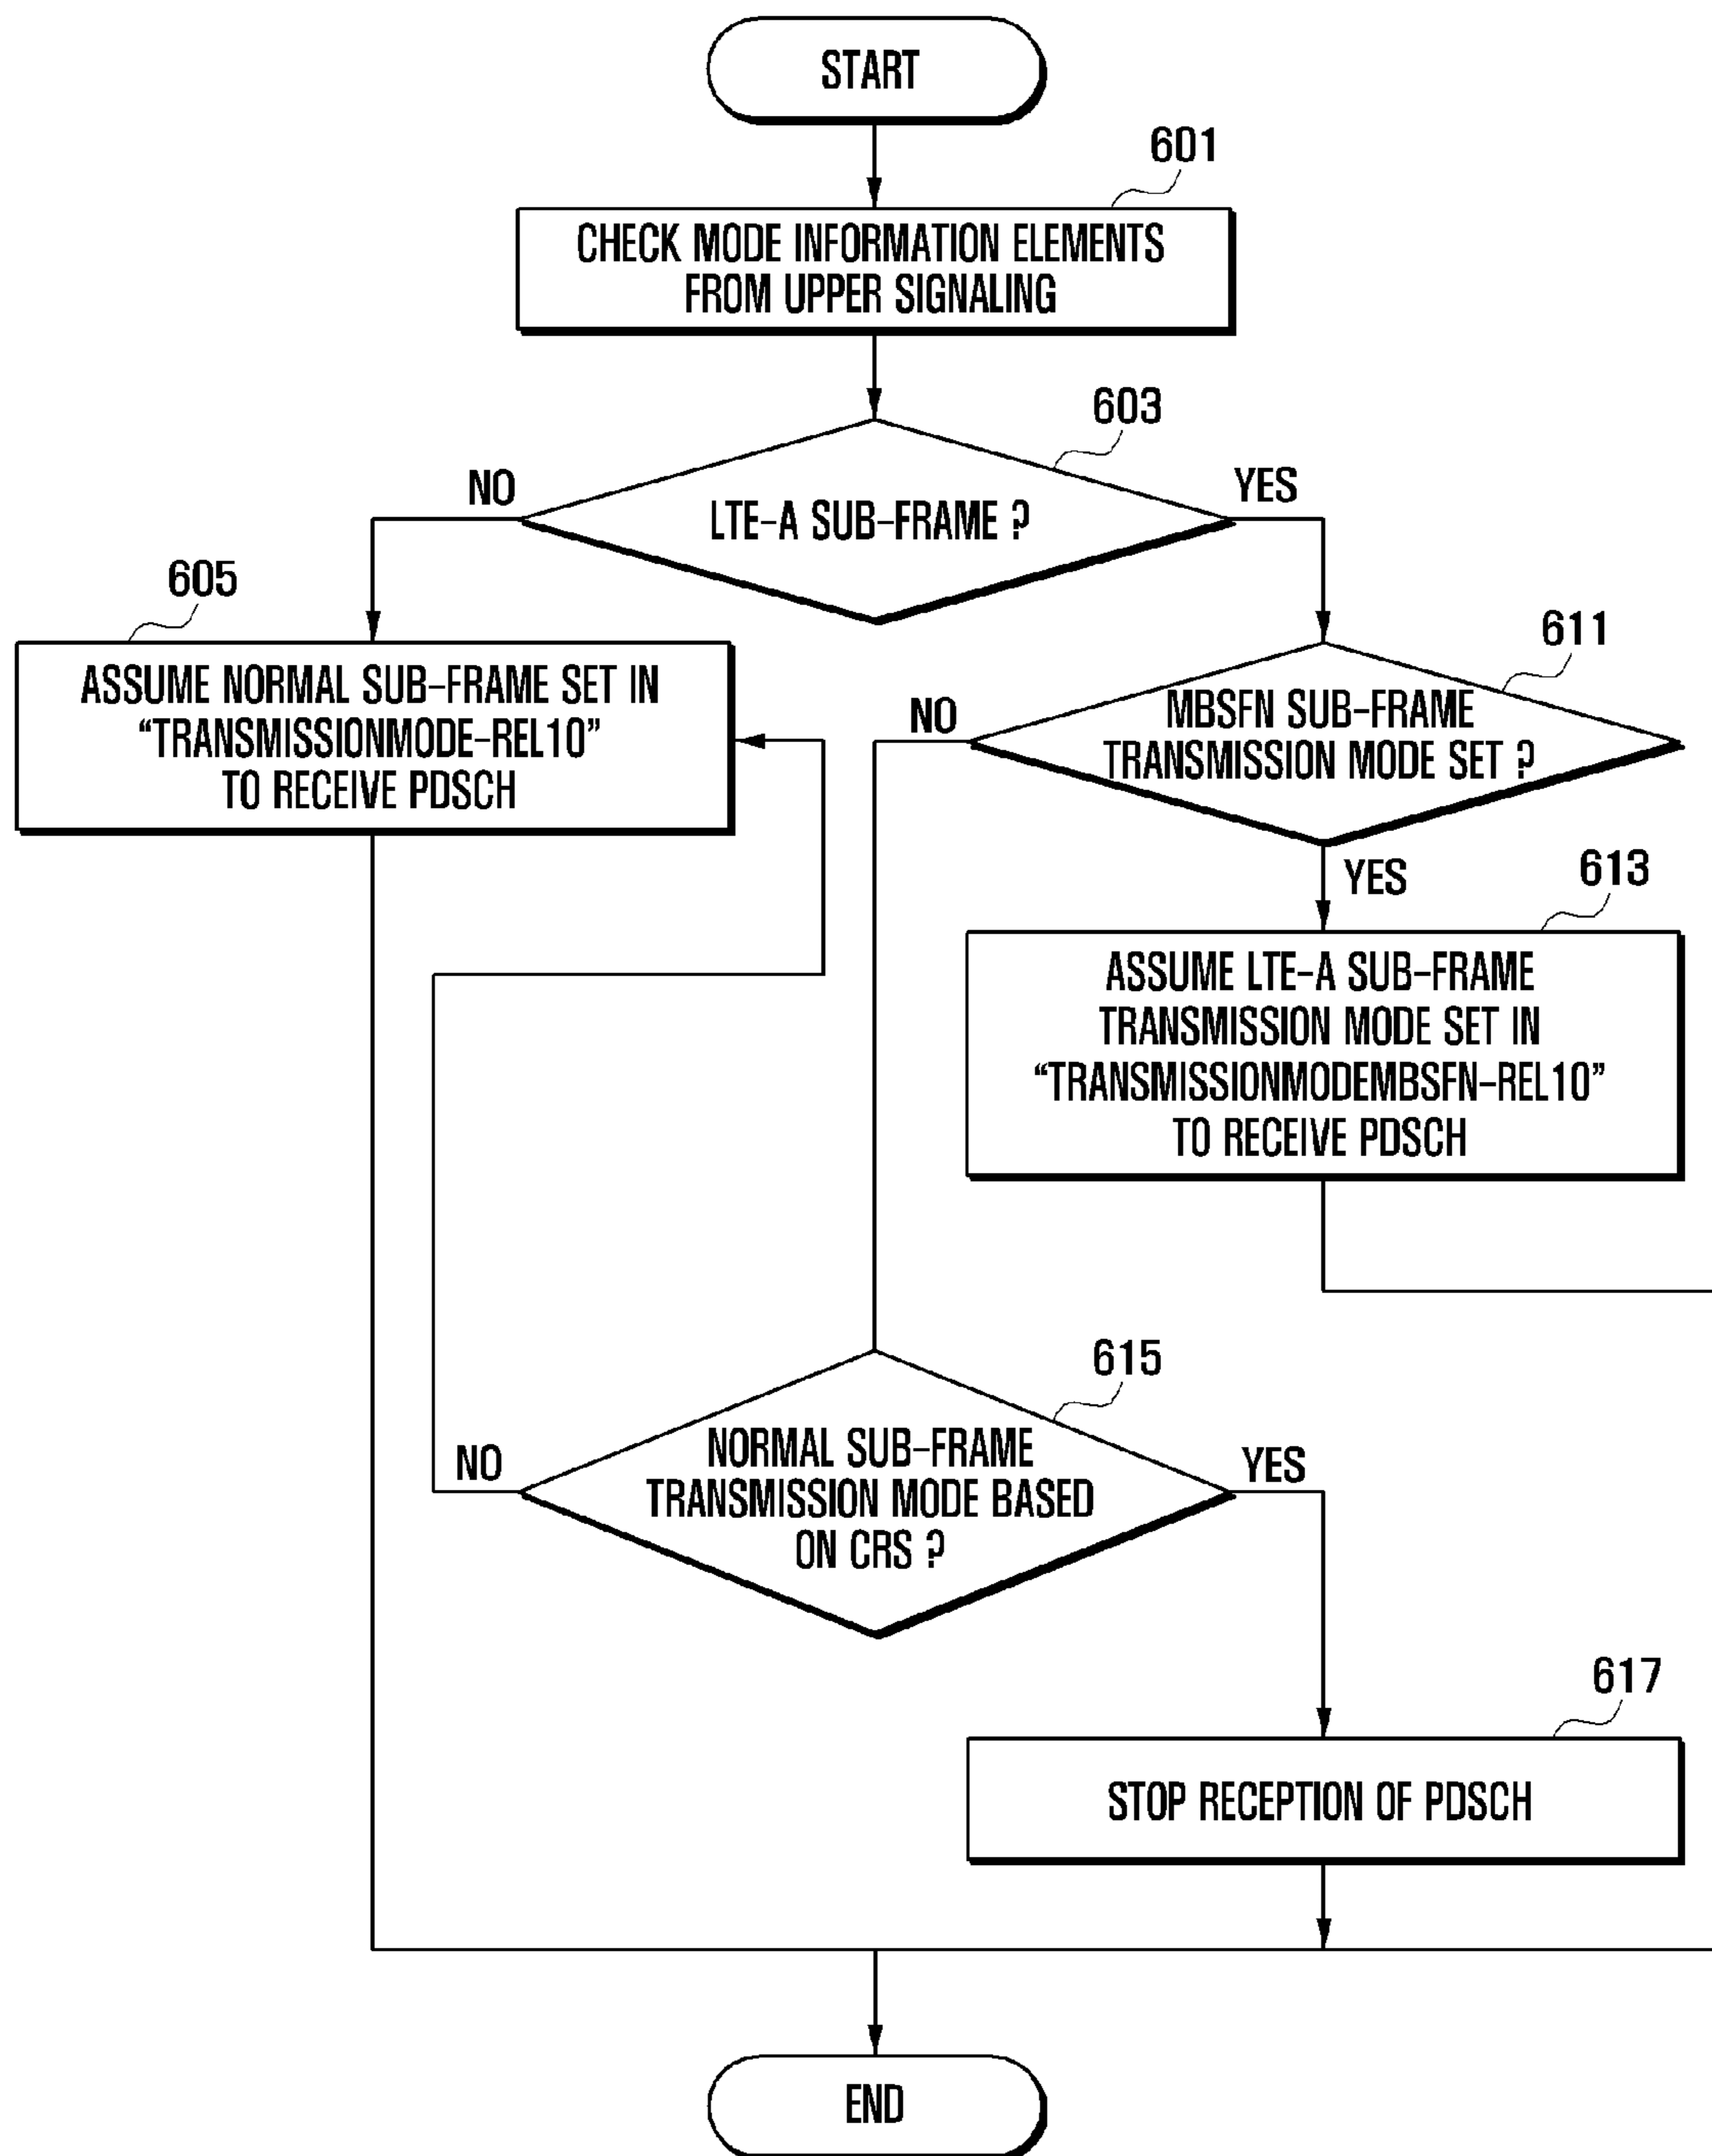 START
601
CHECK MODE INFORMATION ELEMENTS
FROM UPPER SIGNALING
603
NO
YES
LTE-A SUB-FRAME ?
605
ASSUME NORMAL SUB-FRAME SET IN
“TRANSMISSIONMODE-REL10”
TO RECEIVE PDSCH
611
NO
MBSFN SUB-FRAME
TRANSMISSION MODE SET ?
YES
613
ASSUME LTE-A SUB-FRAME
TRANSMISSION MODE SET IN
“TRANSMISSIONMODEMBSFN-REL10”
TO RECEIVE PDSCH
615
NO
NORMAL SUB-FRAME
TRANSMISSION MODE BASED
ON CRS ?
YES
617
STOP RECEPTION OF PDSCH
END